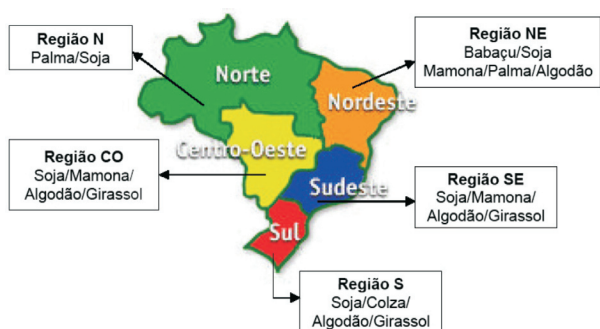 Região N
Palma/Soja
Região NE
Babaçu/Soja
Mamona/Palma/Algodão
Norte
Nordeste
Região CO
Soja/Mamona/
Algodão/Girassol
Centro-Oeste
Sudeste
Região SE
Soja/Mamona/
Algodão/Girassol
Sul
Região S
Soja/Colza/
Algodão/Girassol